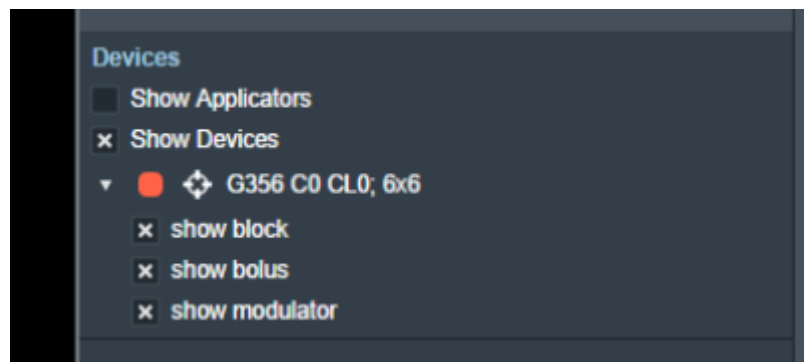 Devices
Show Applicators
Show Devices
G356 C0 CL0; 6x6
show block
show bolus
show modulator